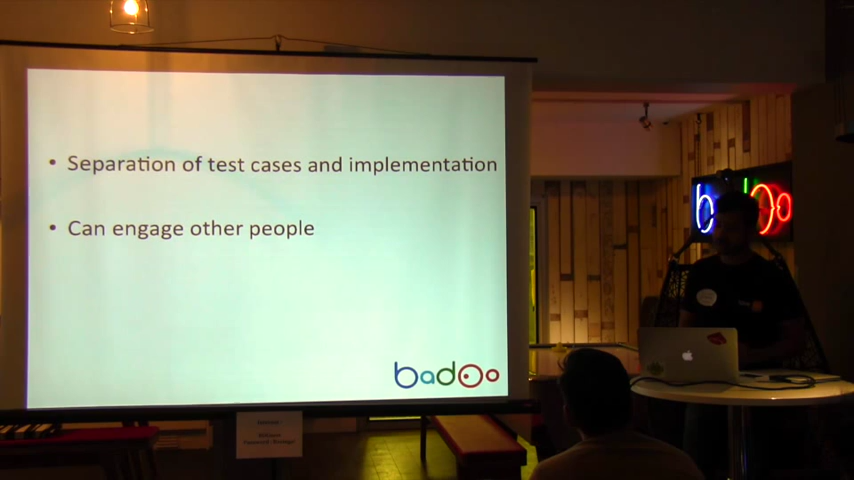 • Separation of test cases and implementation
• Can engage other people
badoo
badoo